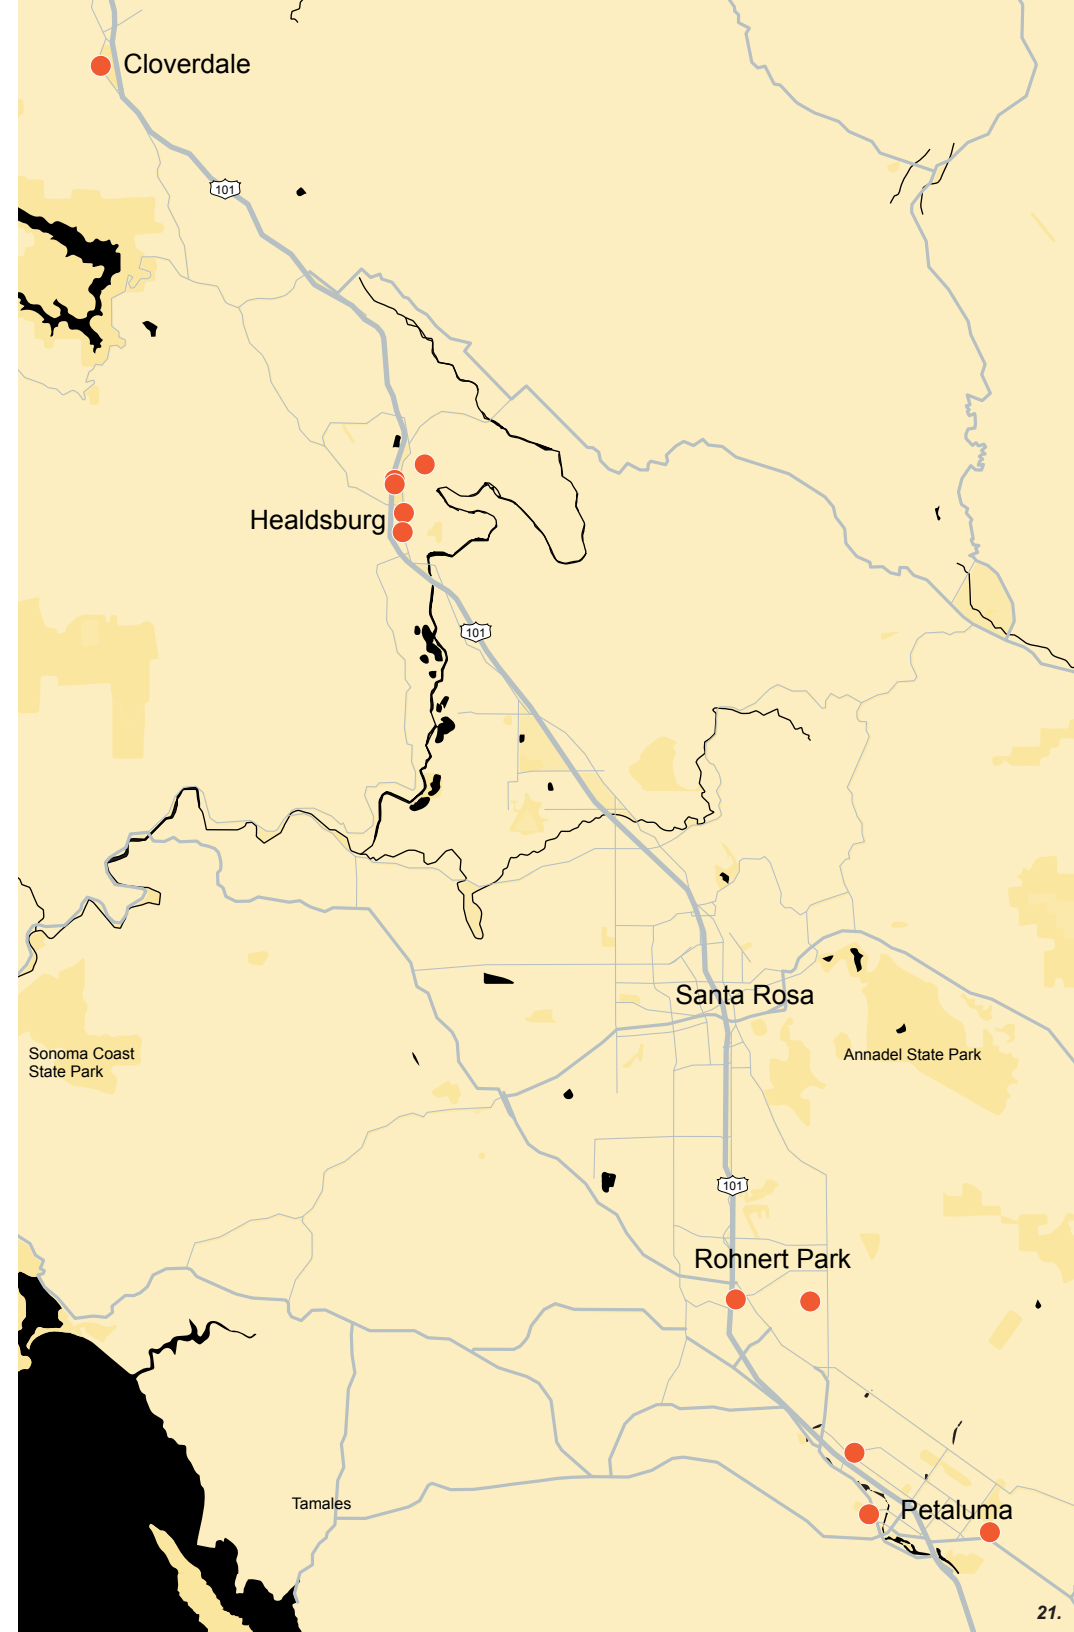 Cloverdale
101
Healdsburg
101
Santa Rosa
Sonoma Coast
State Park
Annadel State Park
101
Rohnert Park
Tamales
Petaluma
21.